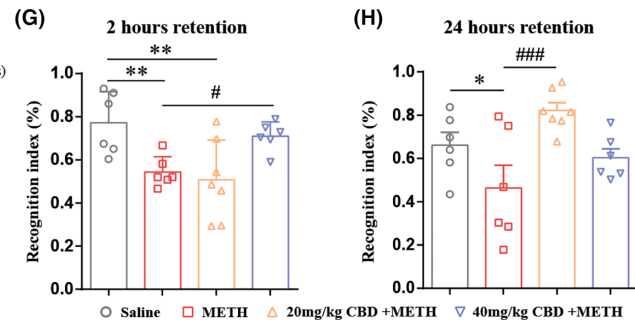 (G)
2 hours retention
s)
**
**
#
1.0
0.8
0.6
0.4
0.2
0.0
Recognition index (%)
(H)
24 hours retention
###
*
1.0
0.8
0.6
0.4
0.2
0.0
Recognition index (%)
Saline METH 20mg/kg CBD +METH 40mg/kg CBD +METH